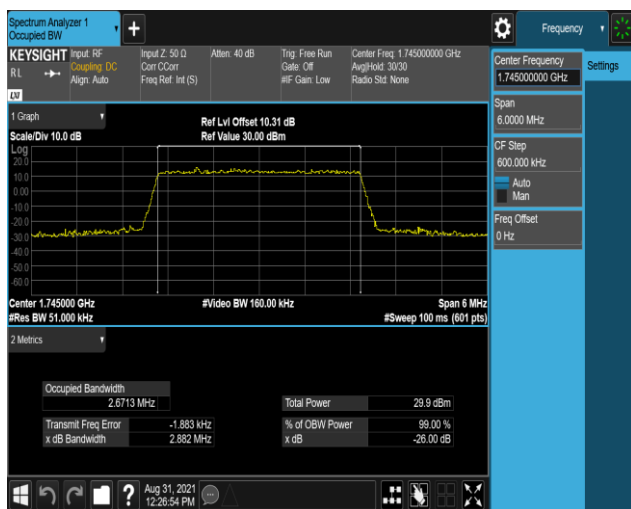 Spectrum Analyzer 1
Occupied BW
+
Frequency
KEYSIGHT
RL
LXI
Input: RF
Coupling: DC
Align: Auto
Input Z: 50 Ω
Corr CCorr
Freq Ref: Int (S)
Atten: 40 dB
Trig: Free Run
Gate: Off
#IF Gain: Low
Center Freq: 1.745000000 GHz
Avg|Hold: 30/30
Radio Std: None
Center Frequency
1.745000000 GHz
Settings
Span
6.0000 MHz
CF Step
600.000 kHz
Auto
Man
Freq Offset
0 Hz
1 Graph
Scale/Div 10.0 dB
Ref Lvl Offset 10.31 dB
Ref Value 30.00 dBm
Log
20.0
10.0
0.00
-10.0
-20.0
-30.0
-40.0
-50.0
-60.0
Center 1.745000 GHz
#Video BW 160.00 kHz
Span 6 MHz
#Res BW 51.000 kHz
#Sweep 100 ms (601 pts)
2 Metrics
Occupied Bandwidth
2.6713 MHz
Total Power 29.9 dBm
Transmit Freq Error -1.883 kHz
% of OBW Power 99.00 %
x dB Bandwidth 2.882 MHz
x dB -26.00 dB
?
Aug 31, 2021
12:26:54 PM